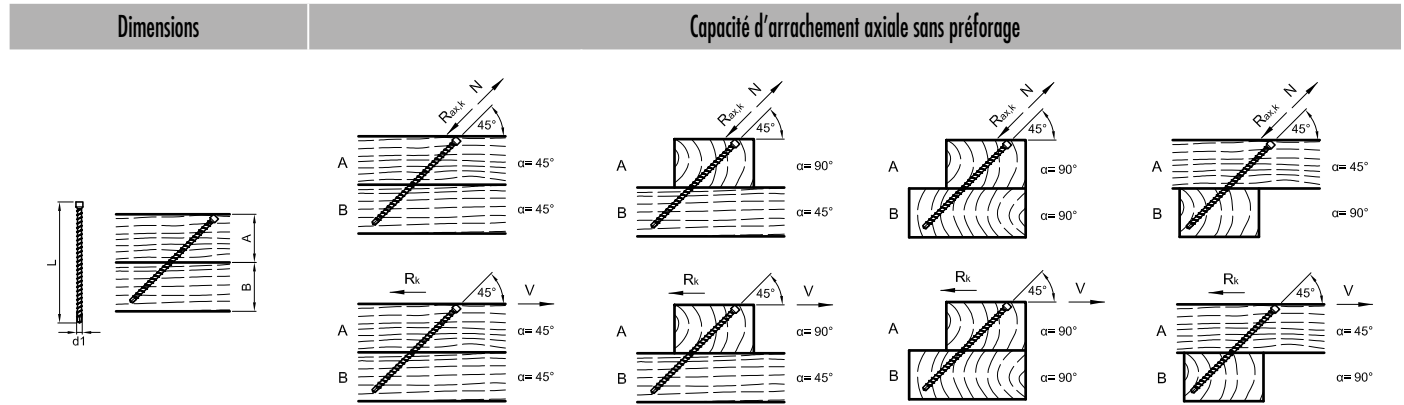 Dimensions
Capacité d'arrachement axiale sans préforage
Rax,k N 45°
A α= 45°
B α= 45°
Rax,k N 45°
A α= 90°
B α= 45°
Rax,k N 45°
A α= 90°
B α= 90°
Rax,k N 45°
A α= 45°
B α= 90°
L
d1
A
B
Rk 45° V
A α= 45°
B α= 45°
Rk 45° V
A α= 90°
B α= 45°
Rk 45° V
A α= 90°
B α= 90°
Rk 45° V
A α= 45°
B α= 90°